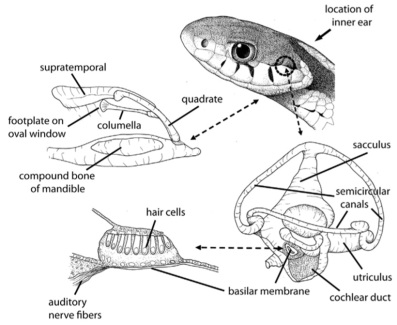 location of
inner ear
supratemporal
quadrate
footplate on
oval window
columella
compound bone
of mandible
sacculus
semicircular
canals
hair cells
utriculus
basilar membrane
cochlear duct
auditory
nerve fibers